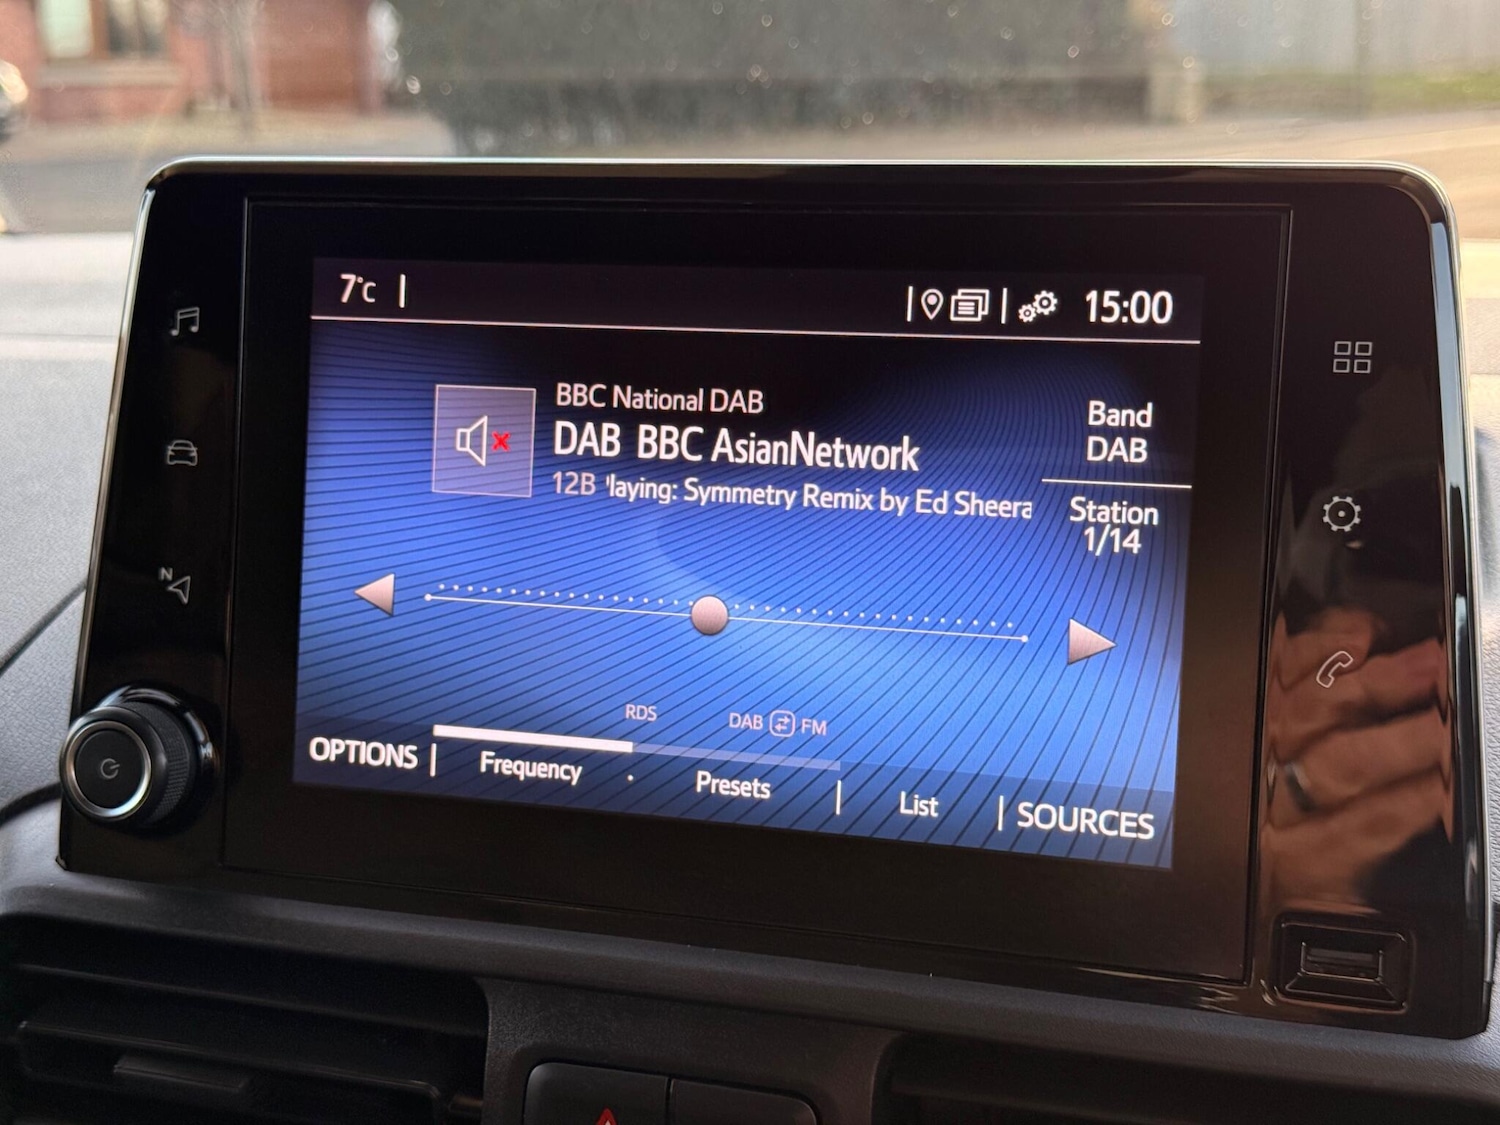 7°C
15:00
BBC National DAB
DAB BBC AsianNetwork
12B 'laying: Symmetry Remix by Ed Sheera
Band
DAB
Station
1/14
N
RDS
DAB FM
OPTIONS
Frequency
Presets
List
SOURCES